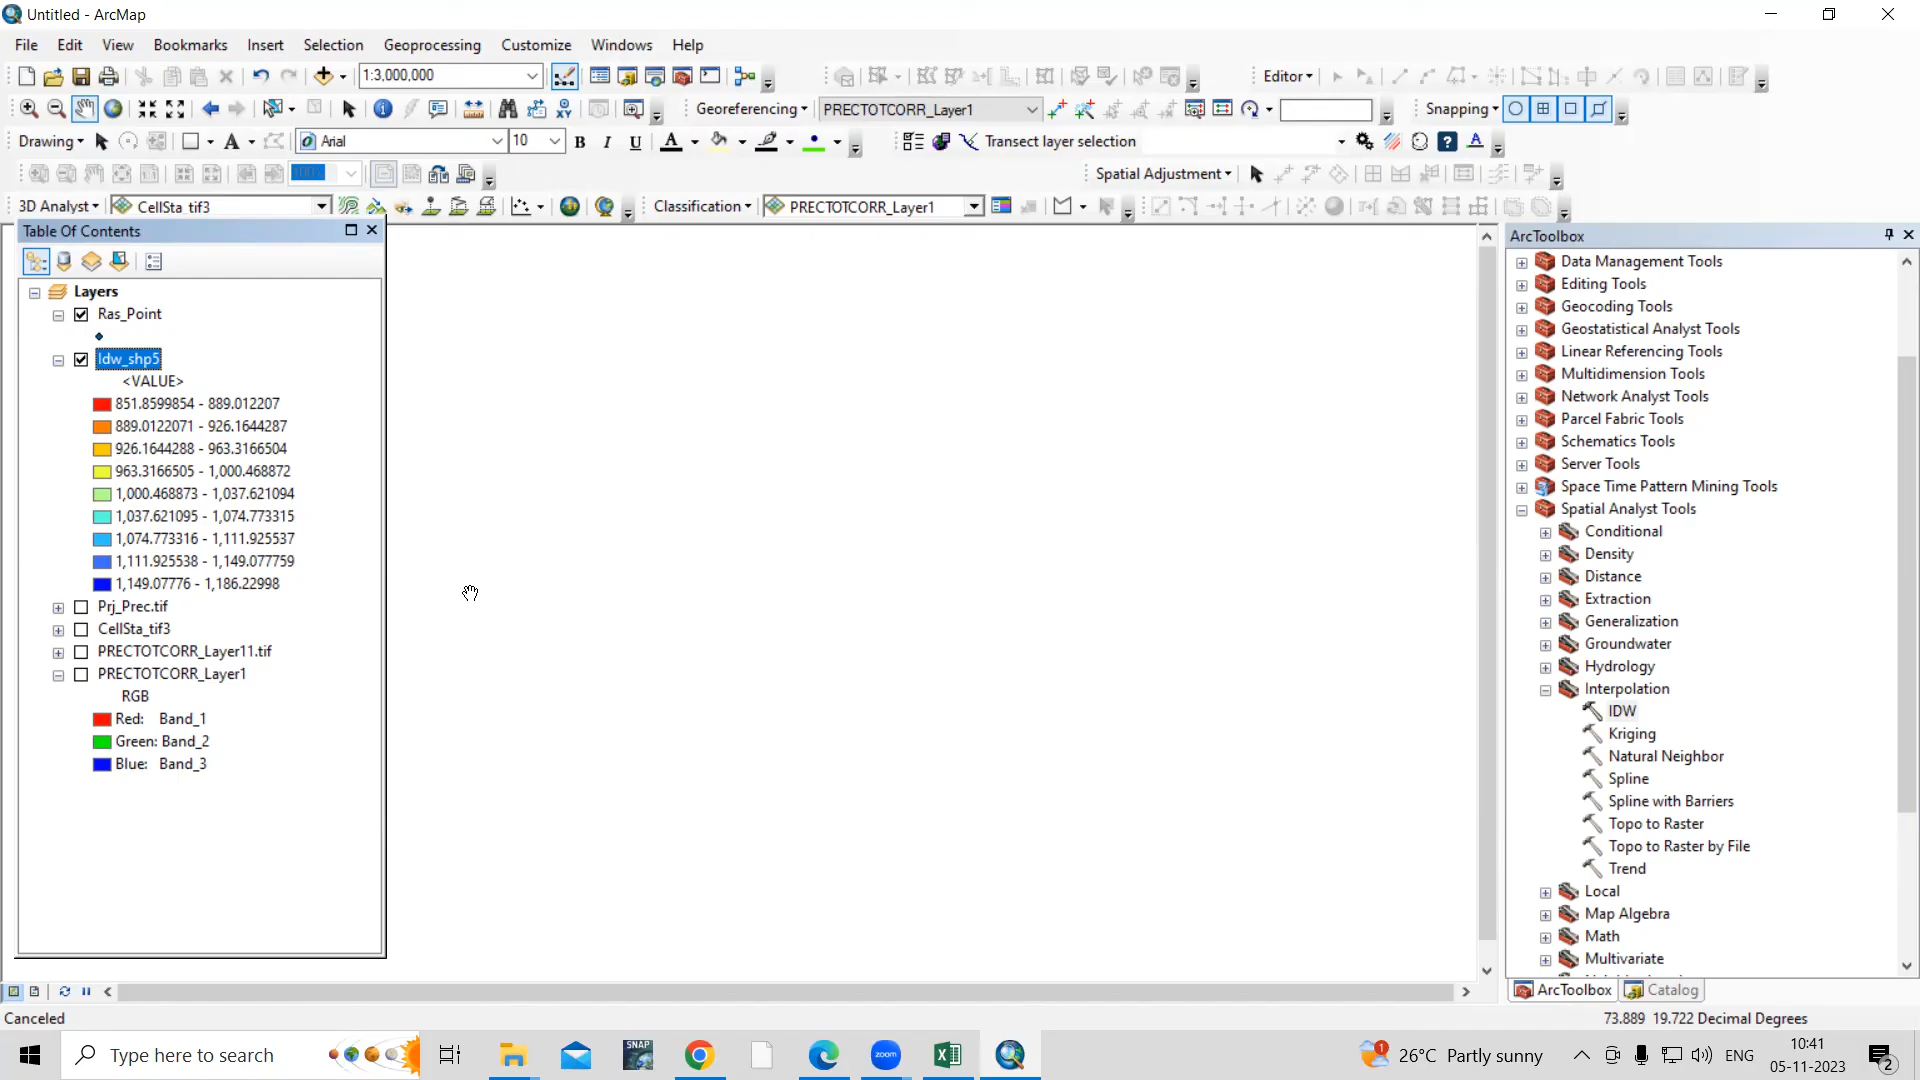 Untitled - ArcMap
File Edit View Bookmarks Insert Selection Geoprocessing Customize Windows Help
1:3,000,000 Editor
Georeferencing PRECTOTCORR_Layer1 Snapping
Drawing A Arial 10 B I U A Transect layer selection
Spatial Adjustment
3D Analyst CellSta_tif3 Classification PRECTOTCORR_Layer1
Table Of Contents
ArcToolbox
Layers
Ras_Point
Idw_shp5
<VALUE>
851.8599854 - 889.012207
889.0122071 - 926.1644287
926.1644288 - 963.3166504
963.3166505 - 1,000.468872
1,000.468873 - 1,037.621094
1,037.621095 - 1,074.773315
1,074.773316 - 1,111.925537
1,111.925538 - 1,149.077759
1,149.07776 - 1,186.22998
Prj_Prec.tif
CellSta_tif3
PRECTOTCORR_Layer11.tif
PRECTOTCORR_Layer1
RGB
Red: Band_1
Green: Band_2
Blue: Band_3
Data Management Tools
Editing Tools
Geocoding Tools
Geostatistical Analyst Tools
Linear Referencing Tools
Multidimension Tools
Network Analyst Tools
Parcel Fabric Tools
Schematics Tools
Server Tools
Space Time Pattern Mining Tools
Spatial Analyst Tools
Conditional
Density
Distance
Extraction
Generalization
Groundwater
Hydrology
Interpolation
IDW
Kriging
Natural Neighbor
Spline
Spline with Barriers
Topo to Raster
Topo to Raster by File
Trend
Local
Map Algebra
Math
Multivariate
ArcToolbox Catalog
Canceled 73.889 19.722 Decimal Degrees
Type here to search SNAP zoom 1 26°C Partly sunny ENG 10:41
05-11-2023 2